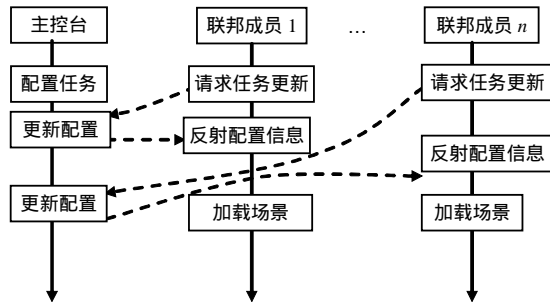 主控台 联邦成员 1 … 联邦成员 n
配置任务 请求任务更新 请求任务更新
更新配置 反射配置信息 反射配置信息
更新配置 加载场景 加载场景